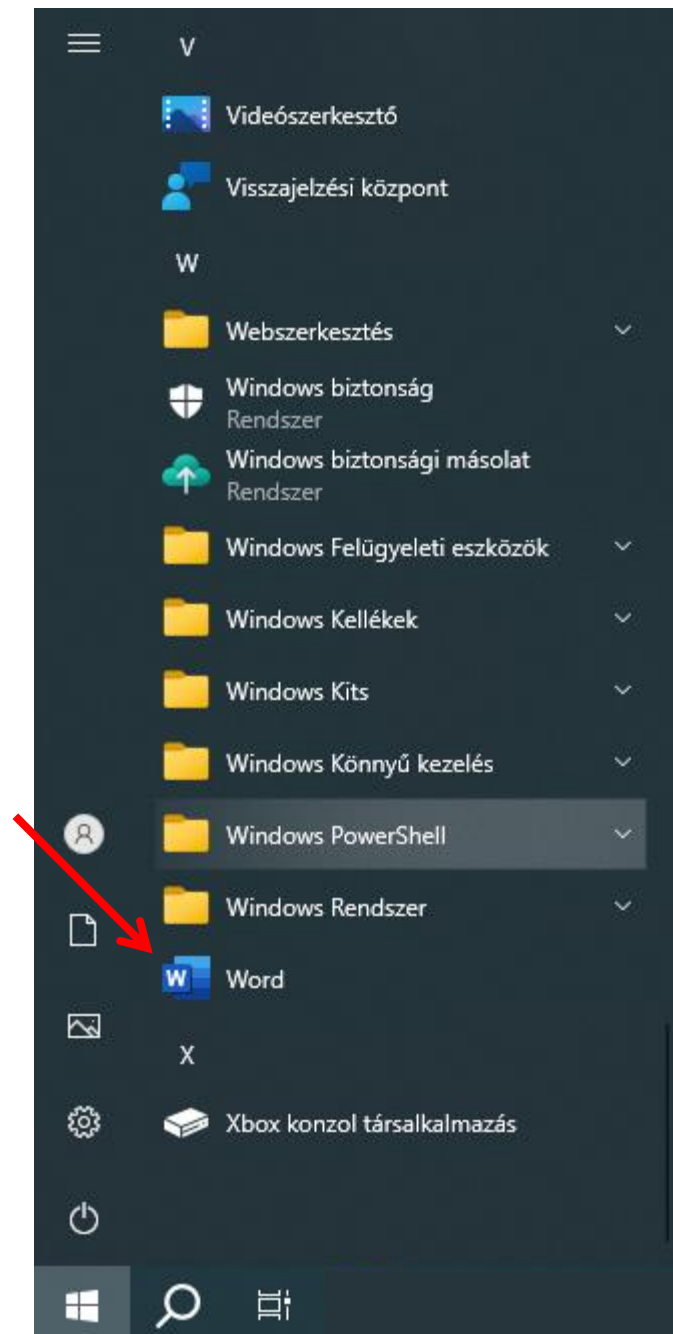 V
Videószerkesztő
Visszajelzési központ
W
Webszerkesztés
Windows biztonság
Rendszer
Windows biztonsági másolat
Rendszer
Windows Felügyeleti eszközök
Windows Kellékek
Windows Kits
Windows Könnyű kezelés
Windows PowerShell
Windows Rendszer
W Word
X
Xbox konzol társalkalmazás